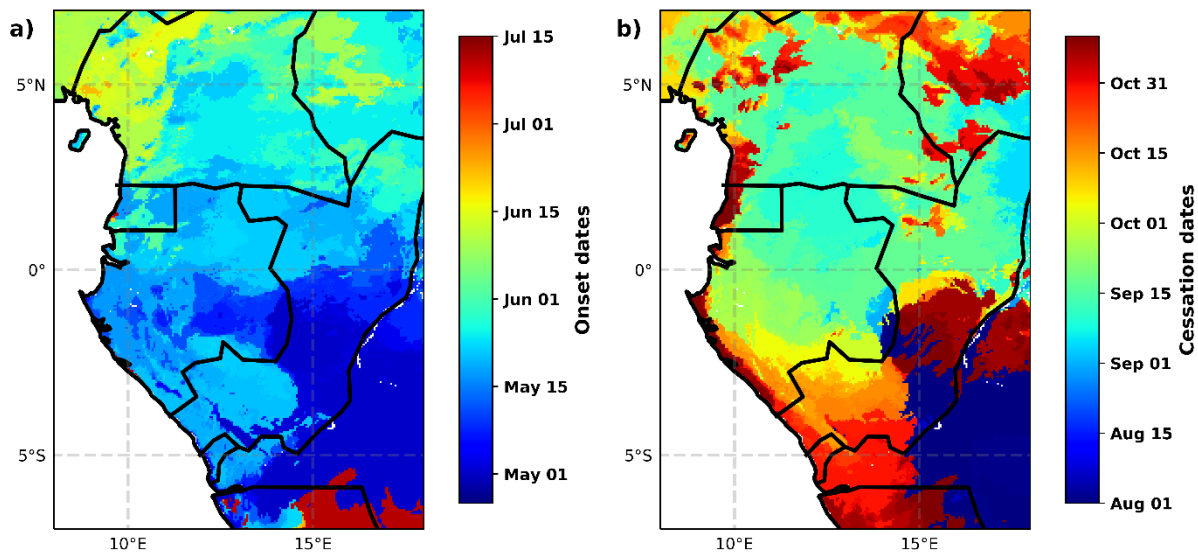 a)
5°N
0°
5°S
10°E
15°E
Jul 15
Jul 01
Jun 15
Jun 01
May 15
May 01
Onset dates
b)
5°N
0°
5°S
10°E
15°E
Oct 31
Oct 15
Oct 01
Sep 15
Sep 01
Aug 15
Aug 01
Cessation dates